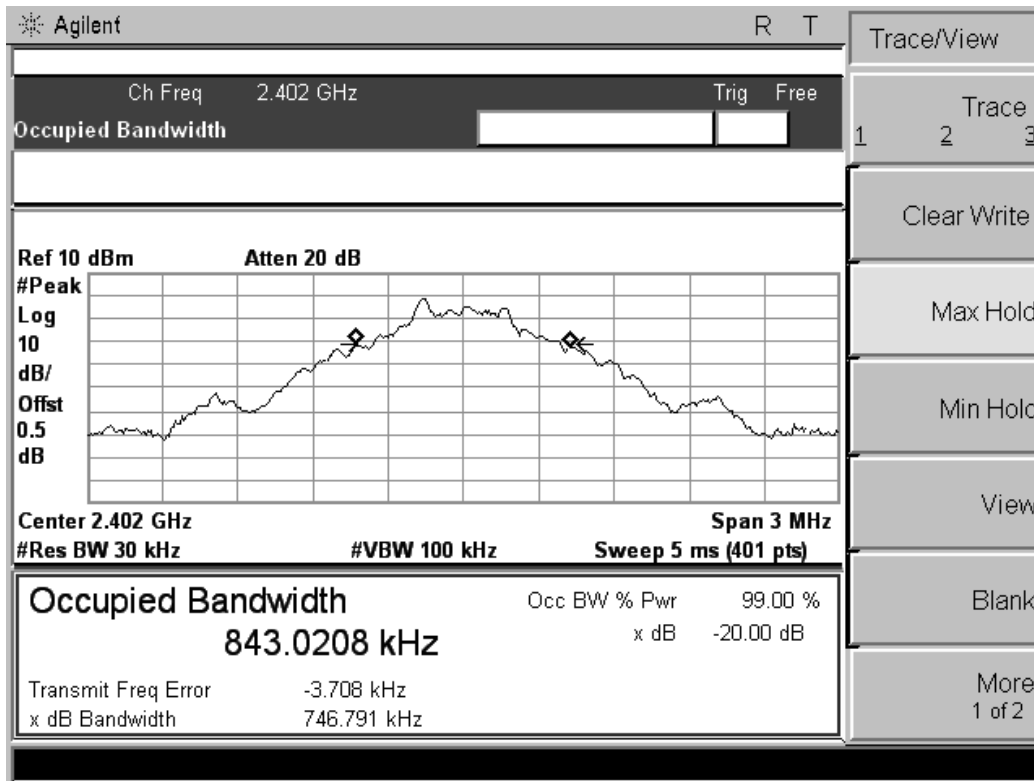 Agilent R T
Ch Freq 2.402 GHz Trig Free
Occupied Bandwidth
Ref 10 dBm Atten 20 dB
#Peak
Log
10
dB/
Offst
0.5
dB
Center 2.402 GHz Span 3 MHz
#Res BW 30 kHz #VBW 100 kHz Sweep 5 ms (401 pts)
Occupied Bandwidth
843.0208 kHz
Occ BW % Pwr 99.00 %
x dB -20.00 dB
Transmit Freq Error -3.708 kHz
x dB Bandwidth 746.791 kHz
Trace/View
Trace
1 2 3
Clear Write
Max Hold
Min Hold
View
Blank
More
1 of 2